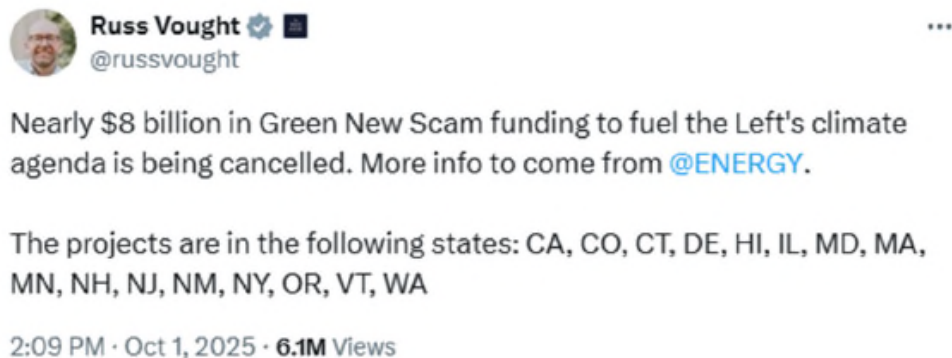 Russ Vought
@russvought
Nearly $8 billion in Green New Scam funding to fuel the Left's climate
agenda is being cancelled. More info to come from @ENERGY.
The projects are in the following states: CA, CO, CT, DE, HI, IL, MD, MA,
MN, NH, NJ, NM, NY, OR, VT, WA
2:09 PM · Oct 1, 2025 · 6.1M Views